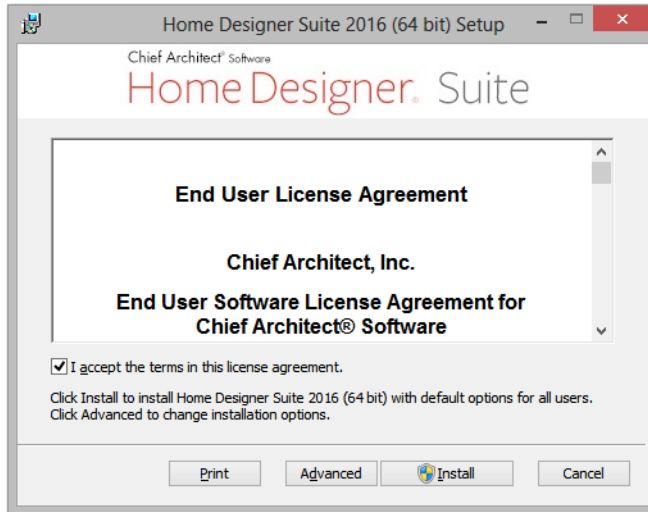 Home Designer Suite 2016 (64 bit) Setup
Chief Architect® Software
Home Designer® Suite
End User License Agreement
Chief Architect, Inc.
End User Software License Agreement for
Chief Architect® Software
I accept the terms in this license agreement.
Click Install to install Home Designer Suite 2016 (64 bit) with default options for all users.
Click Advanced to change installation options.
Print Advanced Install Cancel